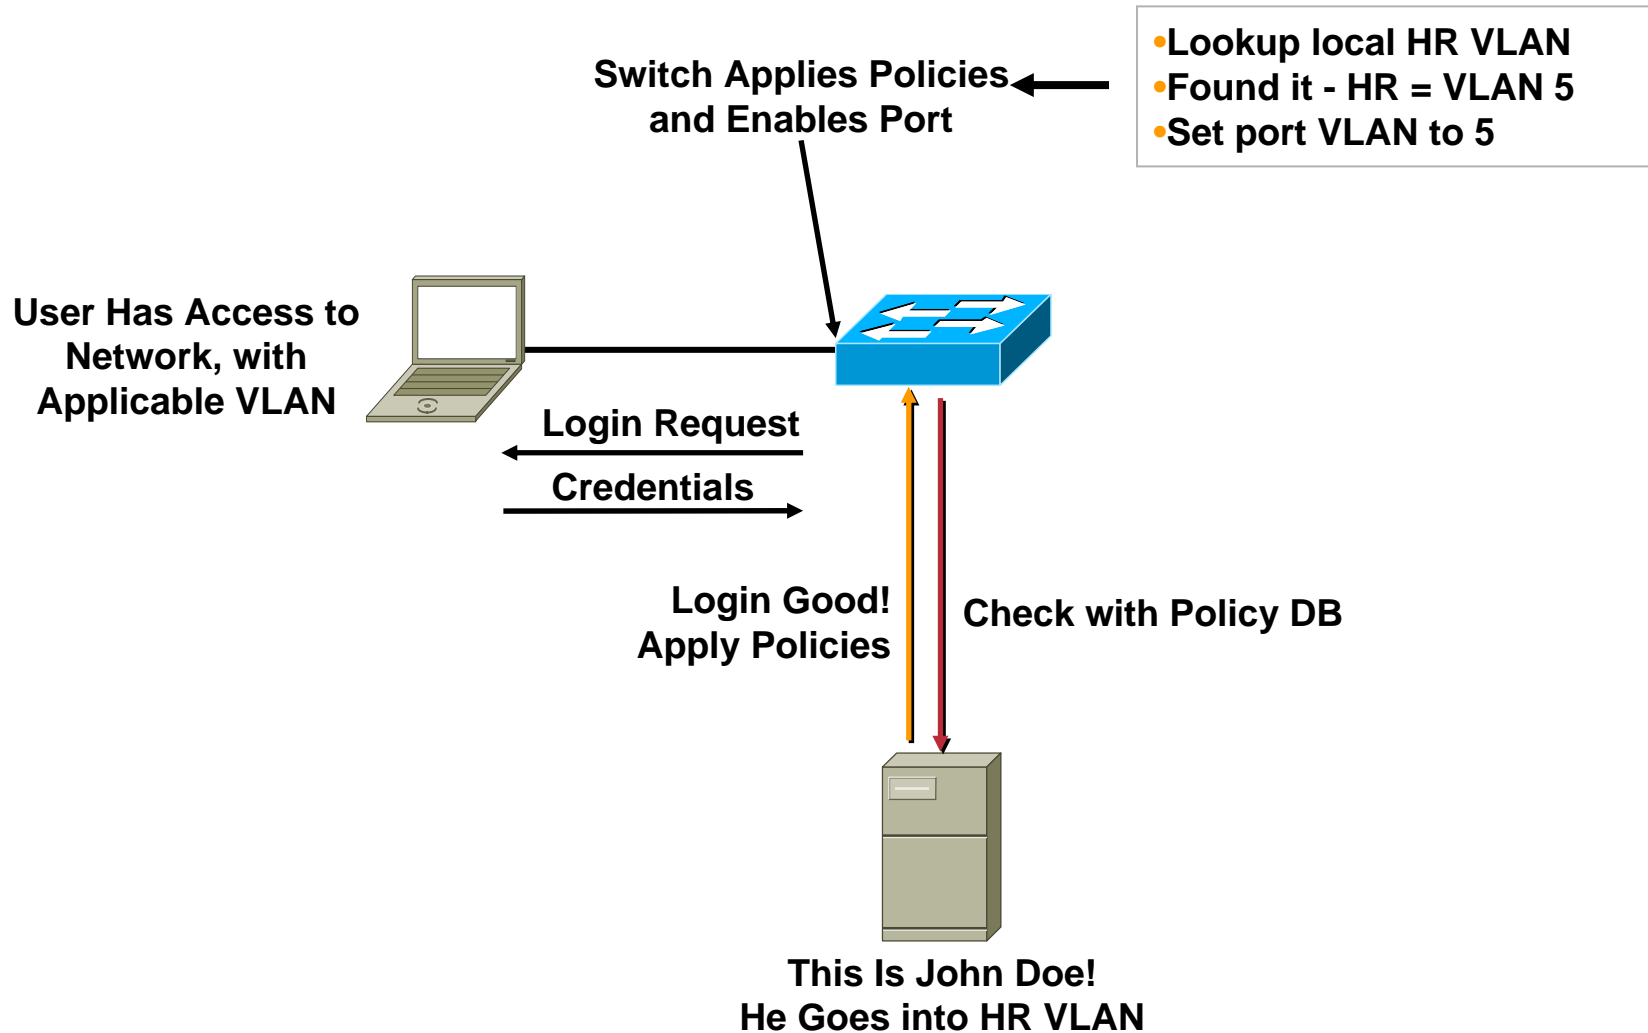 •Lookup local HR VLAN
•Found it - HR = VLAN 5
•Set port VLAN to 5
Switch Applies Policies
and Enables Port
User Has Access to
Network, with
Applicable VLAN
Login Request
Credentials
Login Good!
Apply Policies
Check with Policy DB
This Is John Doe!
He Goes into HR VLAN